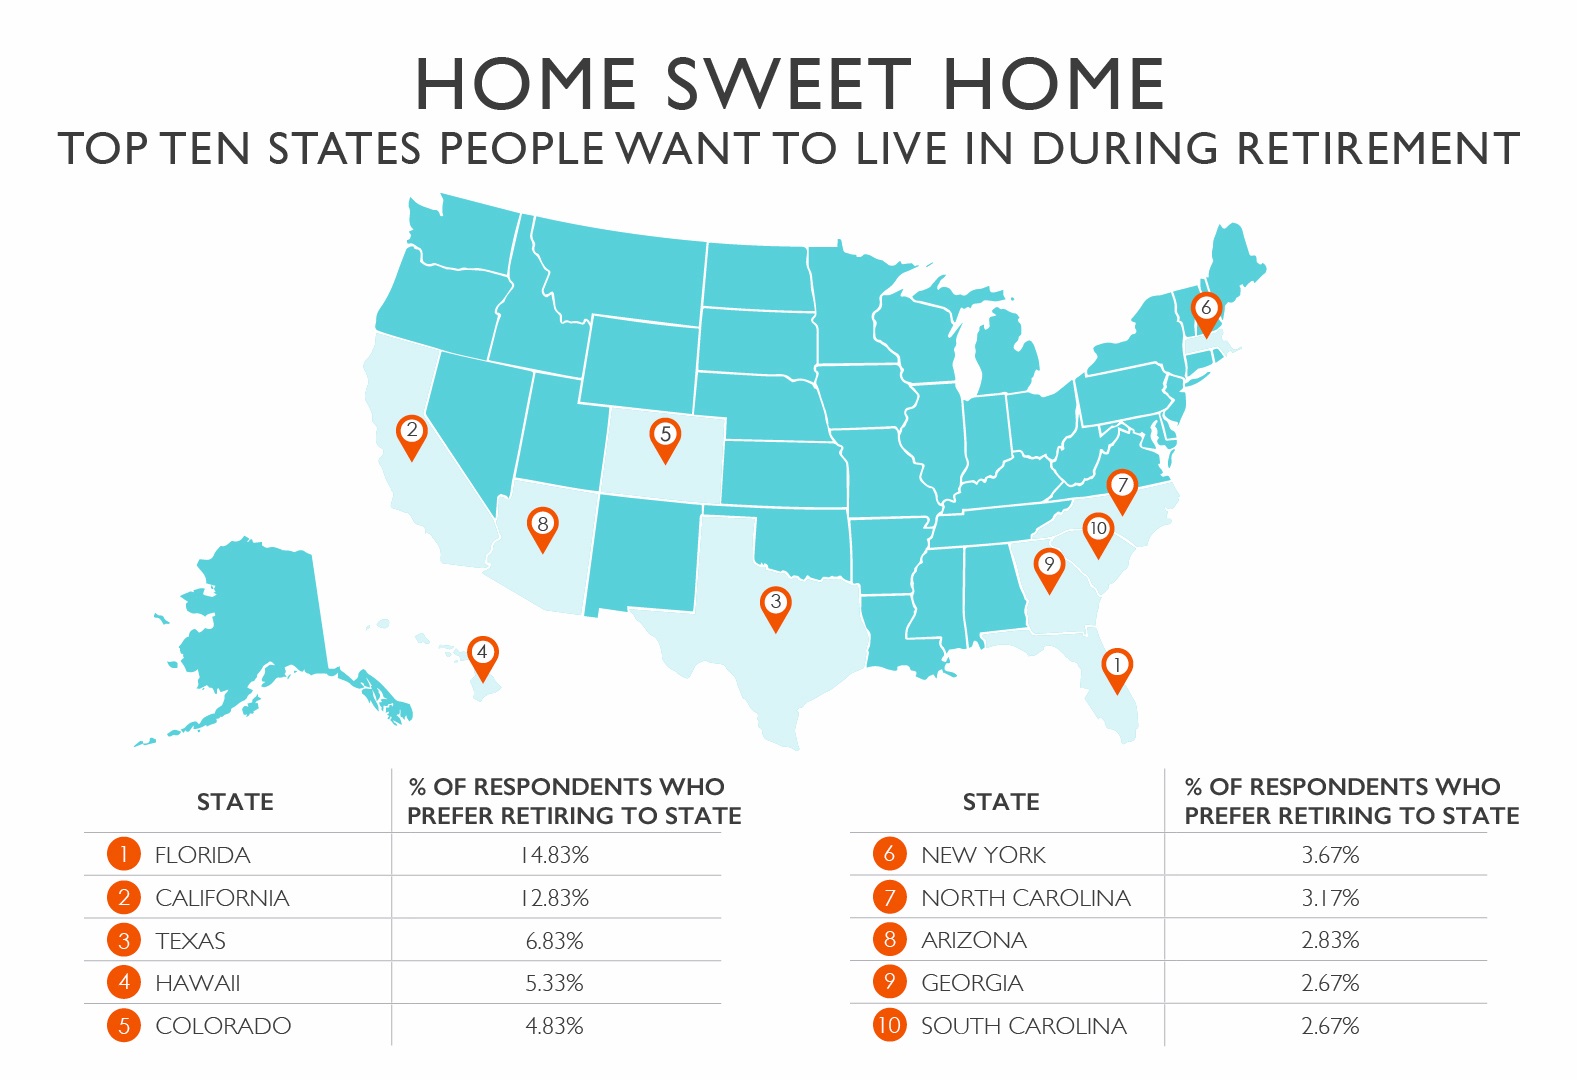 HOME SWEET HOME
TOP TEN STATES PEOPLE WANT TO LIVE IN DURING RETIREMENT
6
2
5
7
8
10
9
3
4
1
STATE
% OF RESPONDENTS WHO
PREFER RETIRING TO STATE
1 FLORIDA 14.83%
2 CALIFORNIA 12.83%
3 TEXAS 6.83%
4 HAWAII 5.33%
5 COLORADO 4.83%
STATE
% OF RESPONDENTS WHO
PREFER RETIRING TO STATE
6 NEW YORK 3.67%
7 NORTH CAROLINA 3.17%
8 ARIZONA 2.83%
9 GEORGIA 2.67%
10 SOUTH CAROLINA 2.67%